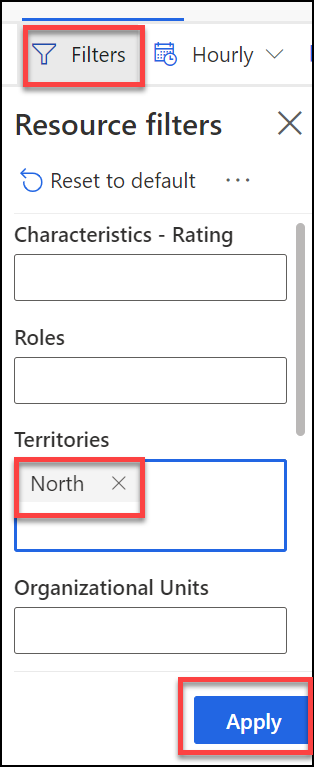 Filters Hourly
Resource filters
Reset to default ...
Characteristics - Rating
Roles
Territories
North
Organizational Units
Apply